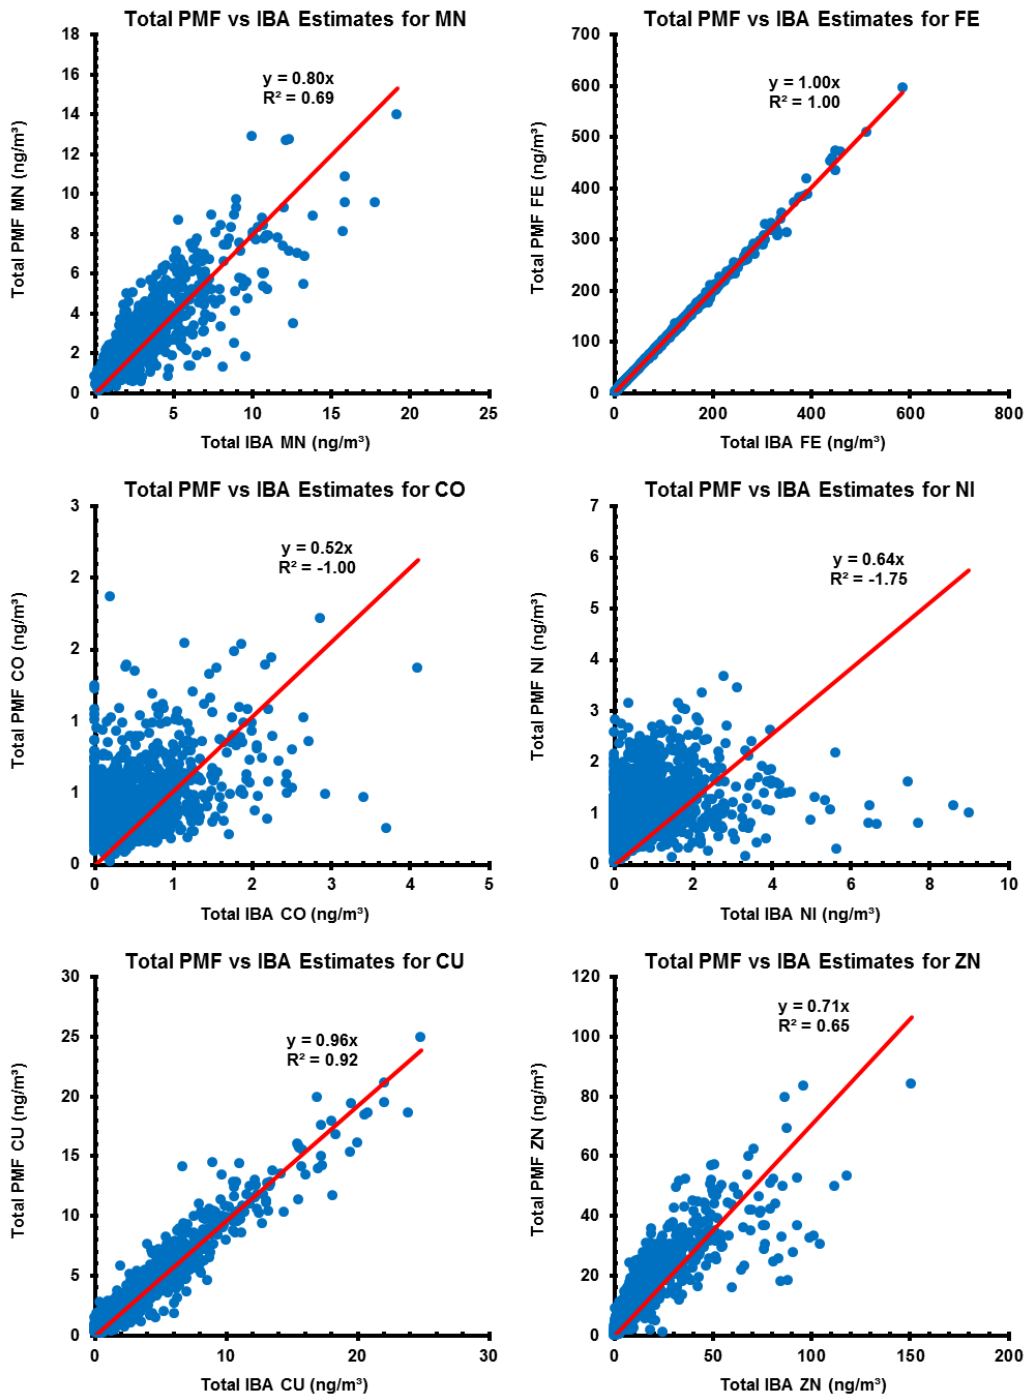 Total PMF vs IBA Estimates for MN
18
16
14
12
10
8
6
4
2
0
Total PMF MN (ng/m³)
y = 0.80x
R² = 0.69
0 5 10 15 20 25
Total IBA MN (ng/m³)
Total PMF vs IBA Estimates for FE
700
600
500
400
300
200
100
0
Total PMF FE (ng/m³)
y = 1.00x
R² = 1.00
0 200 400 600 800
Total IBA FE (ng/m³)
Total PMF vs IBA Estimates for CO
3
2
2
1
1
0
Total PMF CO (ng/m³)
y = 0.52x
R² = -1.00
0 1 2 3 4 5
Total IBA CO (ng/m³)
Total PMF vs IBA Estimates for NI
7
6
5
4
3
2
1
0
Total PMF NI (ng/m³)
y = 0.64x
R² = -1.75
0 2 4 6 8 10
Total IBA NI (ng/m³)
Total PMF vs IBA Estimates for CU
30
25
20
15
10
5
0
Total PMF CU (ng/m³)
y = 0.96x
R² = 0.92
0 10 20 30
Total IBA CU (ng/m³)
Total PMF vs IBA Estimates for ZN
120
100
80
60
40
20
0
Total PMF ZN (ng/m³)
y = 0.71x
R² = 0.65
0 50 100 150 200
Total IBA ZN (ng/m³)